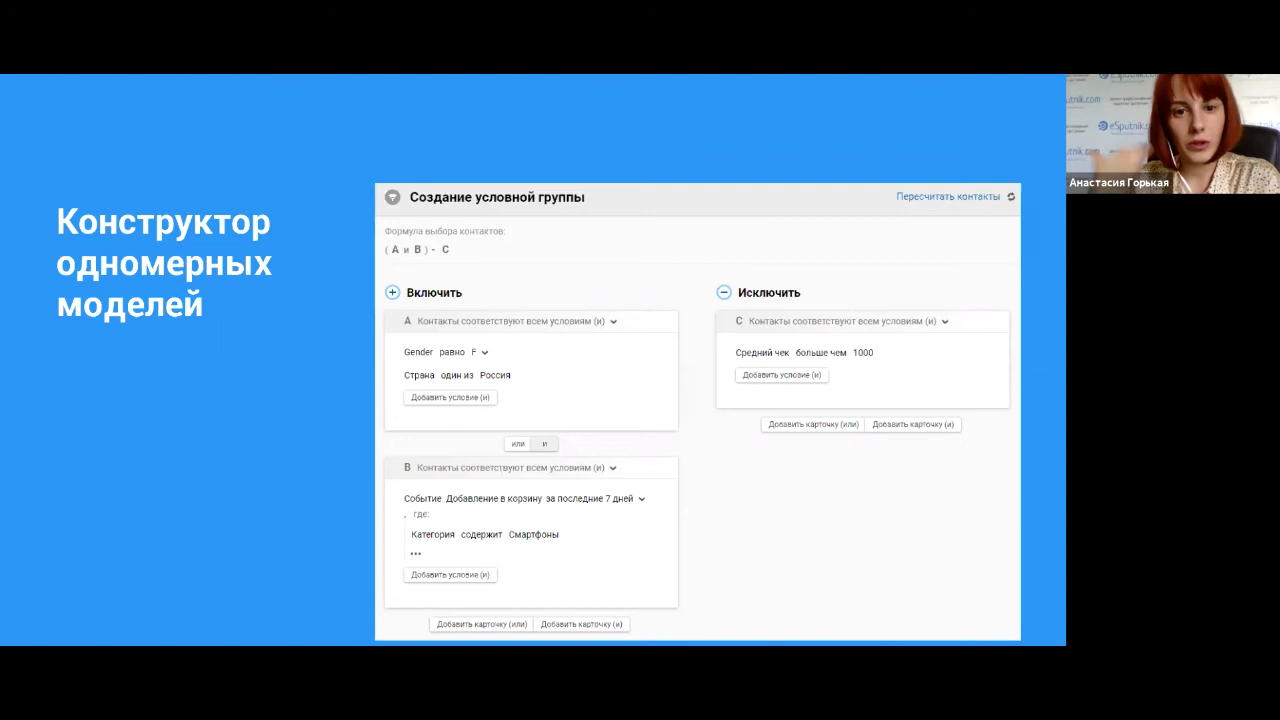 Конструктор
одномерных
моделей
Создание условной группы
Пересчитать контакты
Формула выбора контактов:
( A и B ) - C
Включить
A Контакты соответствуют всем условиям (и)
Gender равно F
Страна один из Россия
Добавить условие (и)
или и
B Контакты соответствуют всем условиям (и)
Событие Добавление в корзину за последние 7 дней
, где:
Категория содержит Смартфоны
•••
Добавить условие (и)
Добавить карточку (или) Добавить карточку (и)
Исключить
C Контакты соответствуют всем условиям (и)
Средний чек больше чем 1000
Добавить условие (и)
Добавить карточку (или) Добавить карточку (и)
eSputnik.com
Анастасия Горькая